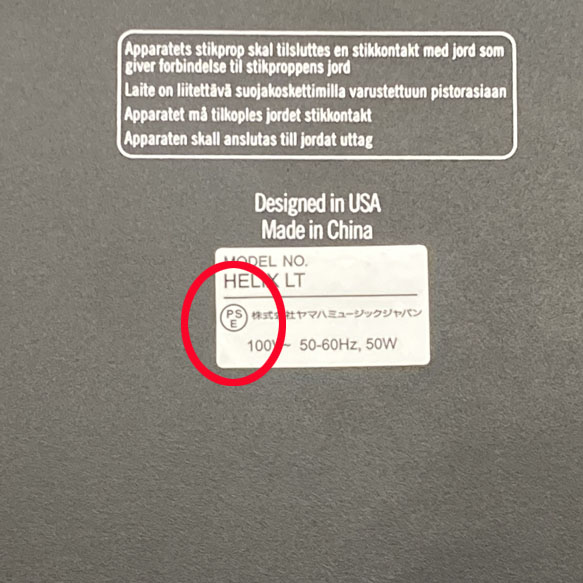 Apparatets stikprop skal tilsluttes en stikkontakt med jord som
giver forbindelse til stikproppens jord
Laite on liitettävä suojakoskettimilla varustettuun pistorasiaan
Apparatet må tilkoples jordet stikkontakt
Apparaten skall anslutas till jordat uttag
Designed in USA
Made in China
MODEL NO.
HELIX LT
PS
E
株式会社ヤマハミュージックジャパン
100V~ 50-60Hz, 50W